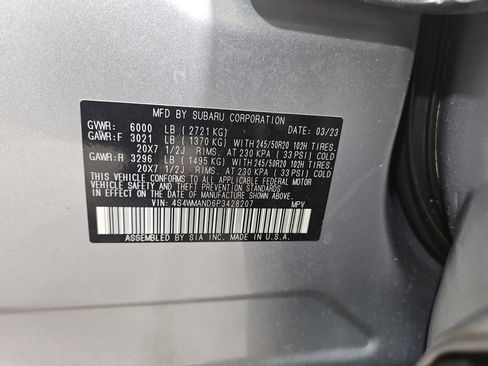 MFD BY SUBARU CORPORATION
GVWR: 6000 LB ( 2721 KG) DATE: 03/23
GAWR:F 3021 LB ( 1370 KG) WITH 245/50R20 102H TIRES.
20X7 1/2J RIMS. AT 230 KPA ( 33 PSI) COLD
GAWR:R 3296 LB ( 1495 KG) WITH 245/50R20 102H TIRES.
20X7 1/2J RIMS. AT 230 KPA ( 33 PSI) COLD
THIS VEHICLE CONFORMS TO ALL APPLICABLE FEDERAL MOTOR
VEHICLE SAFETY AND THEFT PREVENTION STANDARDS
IN EFFECT ON THE DATE OF MANUFACTURE SHOWN ABOVE.
VIN: 4S4WMAND6P3428207 MPV
ASSEMBLED BY SIA INC. MADE IN U.S.A.